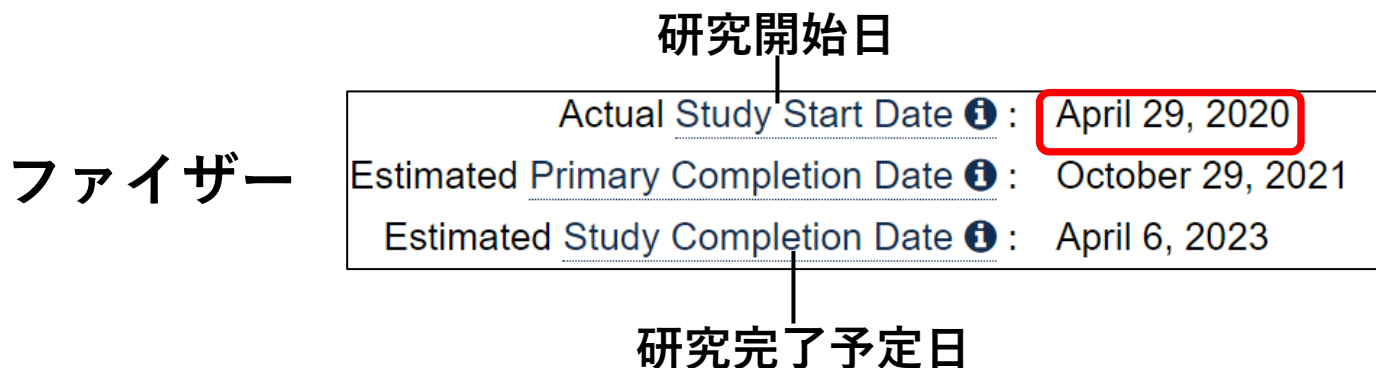 研究開始日
Actual Study Start Date ℹ : April 29, 2020
ファイザー
Estimated Primary Completion Date ℹ : October 29, 2021
Estimated Study Completion Date ℹ : April 6, 2023
研究完了予定日